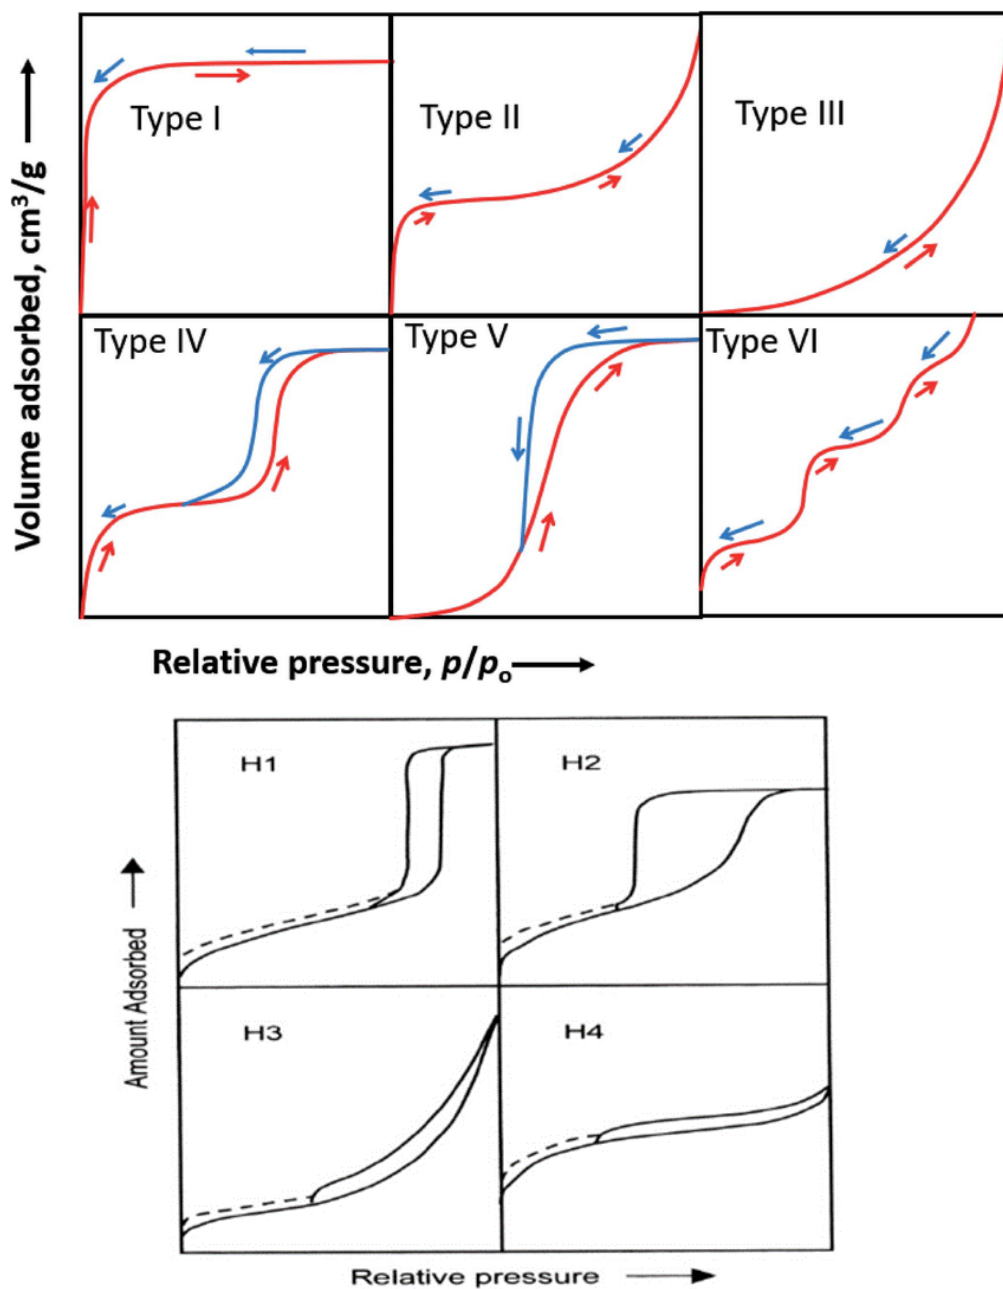 Volume adsorbed, cm³/g
Type I
Type II
Type III
Type IV
Type V
Type VI
Relative pressure, p/pₒ
H1
H2
Amount Adsorbed
H3
H4
Relative pressure